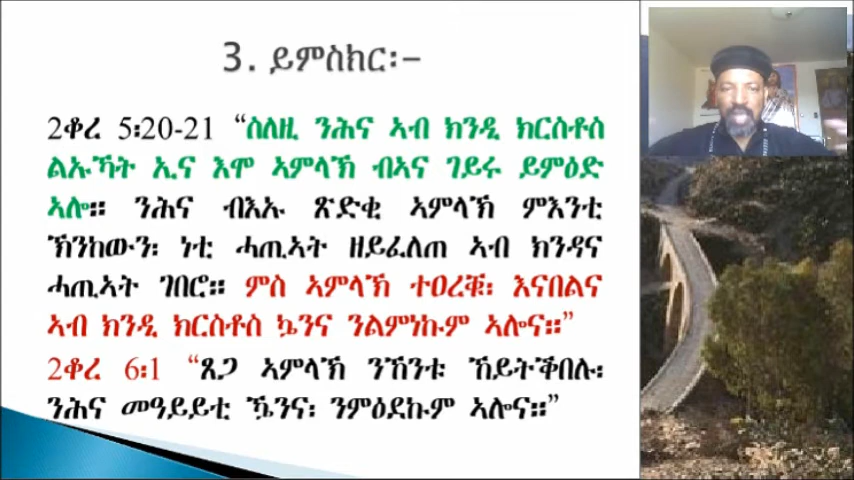 3. ይምስክር፡–
2ቆረ 5፡20-21 “ስለዚ ንሕና ኣብ ክንዲ ክርስቶስ
ልኡኻት ኢና እሞ ኣምላኽ ብኣና ገይሩ ይምዕድ
ኣሎ። ንሕና ብእኡ ጽድቂ ኣምላኽ ምእንቲ
ኽንከውን፡ ነቲ ሓጢኣት ዘይፈለጠ ኣብ ክንዳና
ሓጢኣት ገበሮ። ምስ ኣምላኽ ተዐረቑ፡ እናበልና
ኣብ ክንዲ ክርስቶስ ኴንና ንልምነኩም ኣሎና።”
2ቆረ 6፡1 “ጸጋ ኣምላኽ ንኸንቱ ኸይትቕበሉ፡
ንሕና መዓይይቲ ዄንና፡ ንምዕደኩም ኣሎና።”